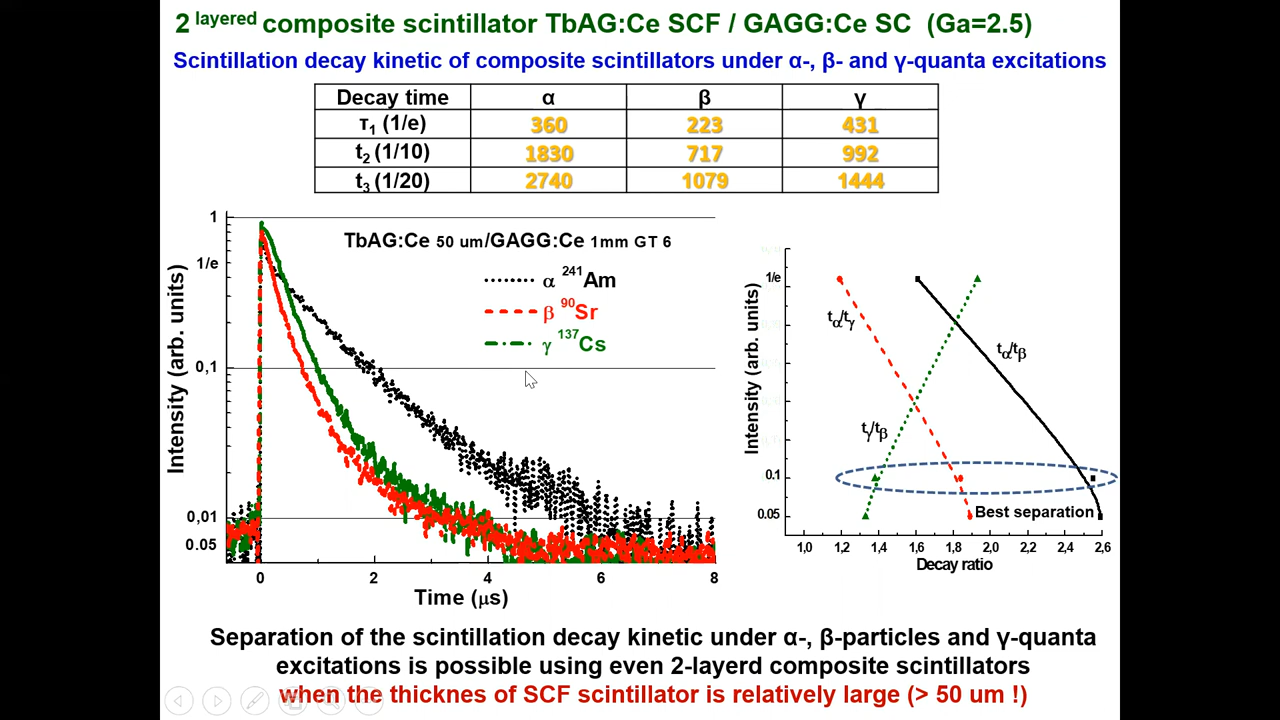 2 layered composite scintillator TbAG:Ce SCF / GAGG:Ce SC (Ga=2.5)
Scintillation decay kinetic of composite scintillators under α-, β- and γ-quanta excitations
Decay time α β γ
τ1 (1/e) 360 223 431
t2 (1/10) 1830 717 992
t3 (1/20) 2740 1079 1444
TbAG:Ce 50 um/GAGG:Ce 1mm GT 6
α 241Am
β 90Sr
γ 137Cs
Intensity (arb. units)
1
1/e
0,1
0,01
0.05
0 2 4 6 8
Time (µs)
Intensity (arb. units)
1/e
0.1
0.05
tα/tγ
tα/tβ
tγ/tβ
Best separation
1,0 1,2 1,4 1,6 1,8 2,0 2,2 2,4 2,6
Decay ratio
Separation of the scintillation decay kinetic under α-, β-particles and γ-quanta
excitations is possible using even 2-layerd composite scintillators
when the thicknes of SCF scintillator is relatively large (> 50 um !)